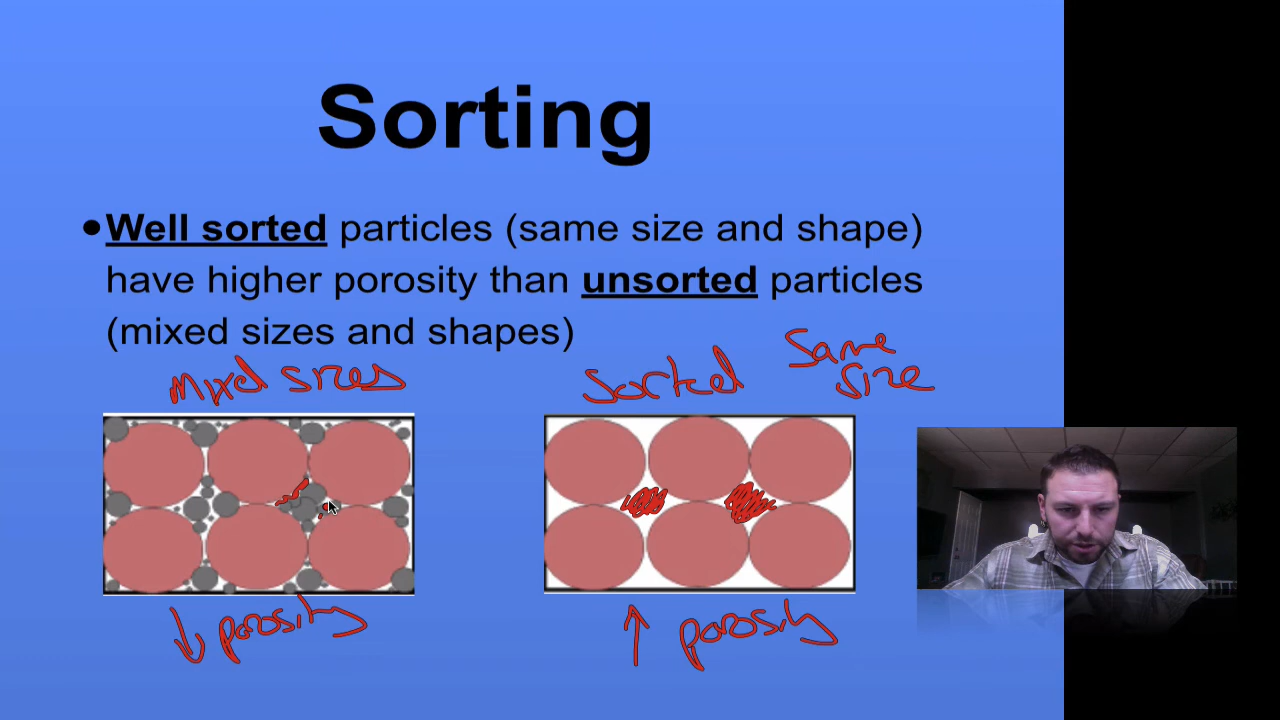 Sorting
•Well sorted particles (same size and shape)
have higher porosity than unsorted particles
(mixed sizes and shapes)
Mixed sizes
Sorted
Same
size
↓ porosity
↑ porosity